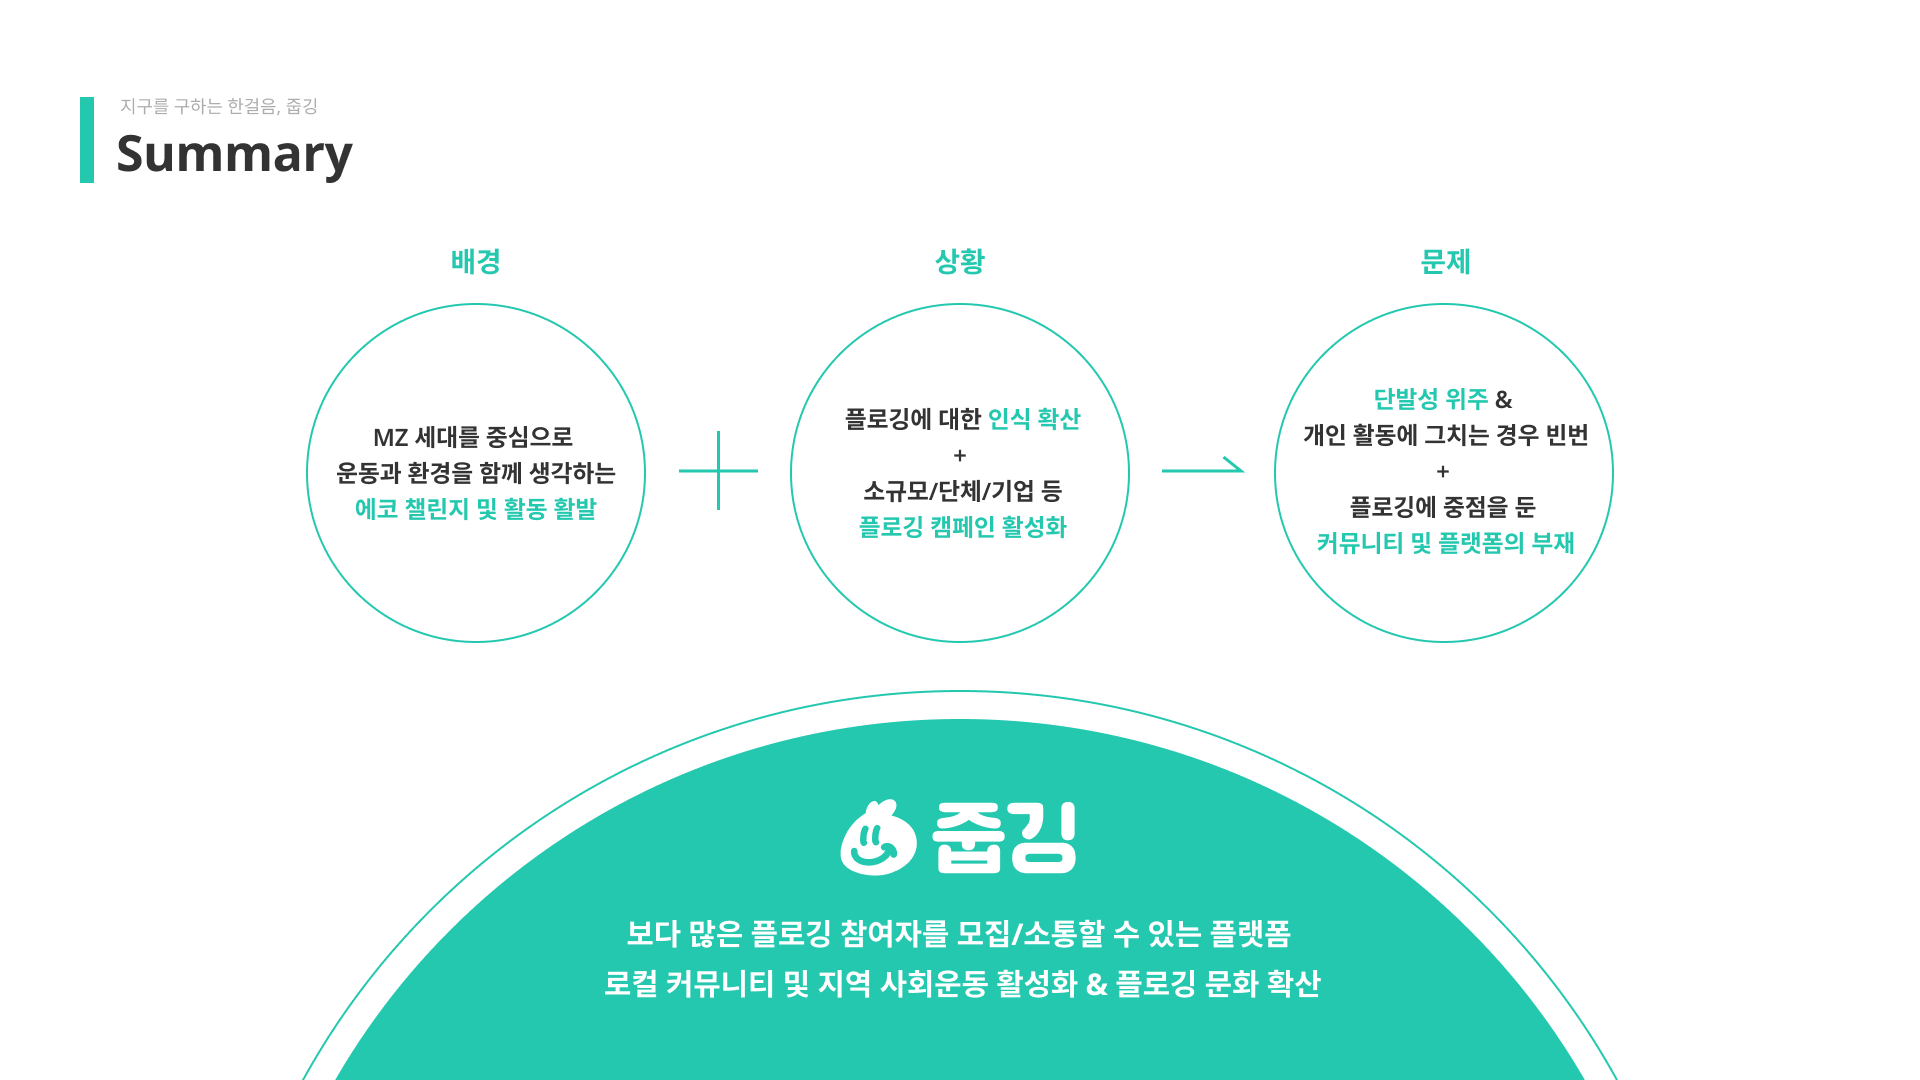 지구를 구하는 한걸음, 줍깅
Summary
배경
MZ 세대를 중심으로
운동과 환경을 함께 생각하는
에코 챌린지 및 활동 활발
상황
플로깅에 대한 인식 확산
+
소규모/단체/기업 등
플로깅 캠페인 활성화
문제
단발성 위주 &
개인 활동에 그치는 경우 빈번
+
플로깅에 중점을 둔
커뮤니티 및 플랫폼의 부재
줍깅
보다 많은 플로깅 참여자를 모집/소통할 수 있는 플랫폼
로컬 커뮤니티 및 지역 사회운동 활성화 & 플로깅 문화 확산